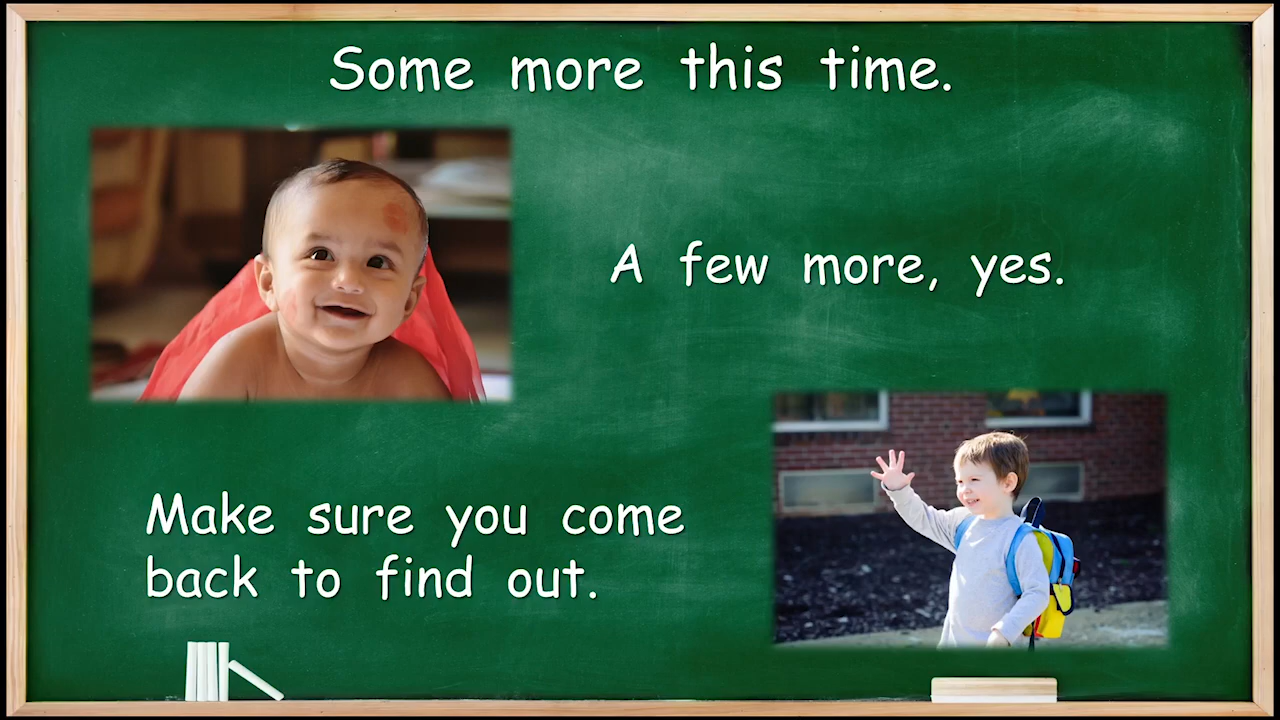 Some more this time.
A few more, yes.
Make sure you come
back to find out.